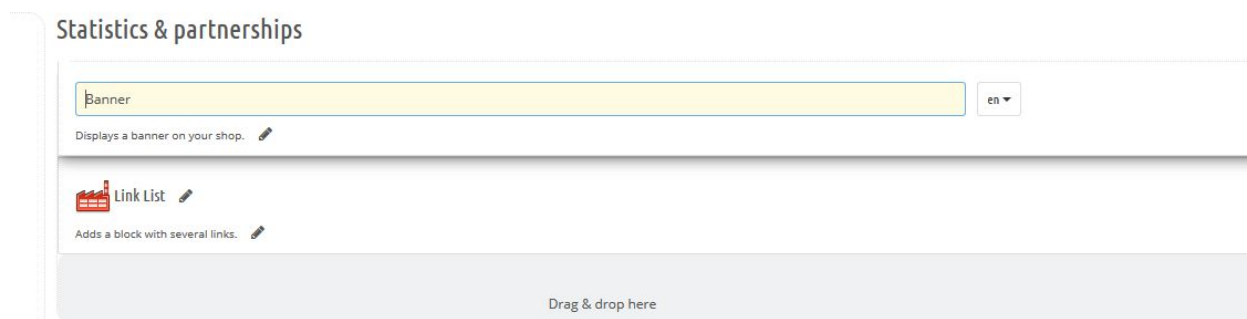 Statistics & partnerships
Banner
en
Displays a banner on your shop.
Link List
Adds a block with several links.
Drag & drop here